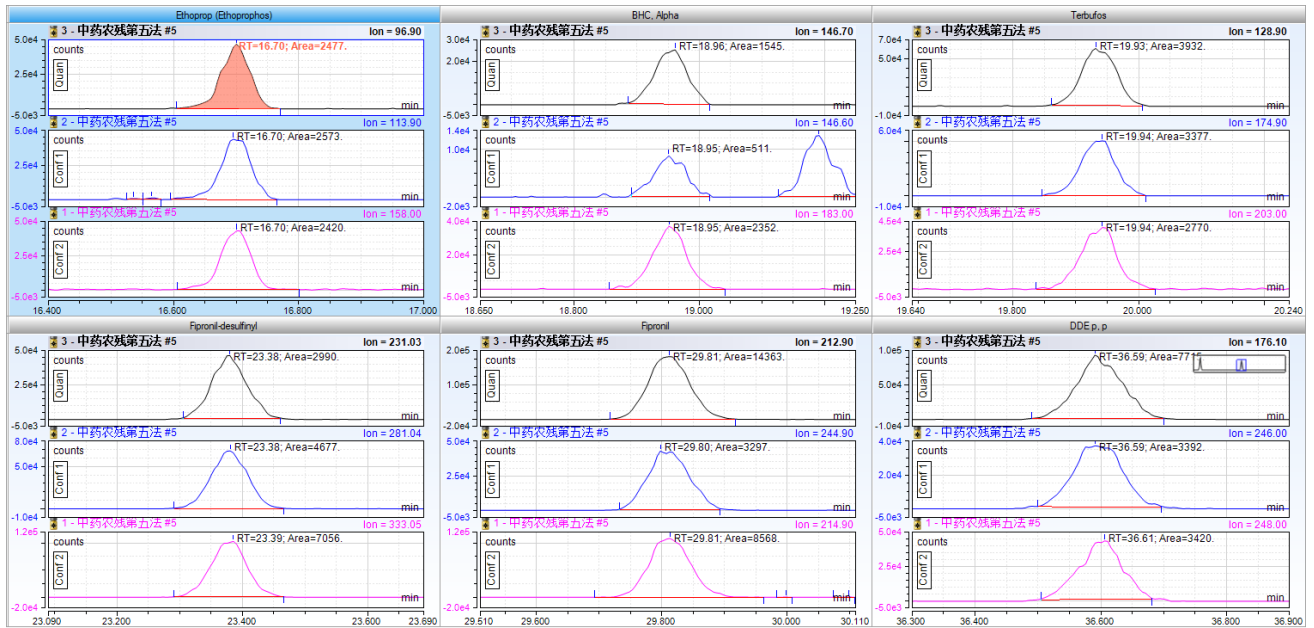 Ethoprop (Ethoprophos)
3 - 中药农残第五法 #5 Ion = 96.90
5.0e4
counts
RT=16.70; Area=2477.
Quan
2.5e4
min
-5.0e3
2 - 中药农残第五法 #5 Ion = 113.90
5.0e4
counts
RT=16.70; Area=2573.
Conf 1
2.5e4
min
-5.0e3
1 - 中药农残第五法 #5 Ion = 158.00
5.0e4
counts
RT=16.70; Area=2420.
Conf 2
2.5e4
min
-5.0e3
16.400 16.600 16.800 17.000
BHC, Alpha
3 - 中药农残第五法 #5 Ion = 146.70
3.0e4
counts
RT=18.96; Area=1545.
Quan
2.0e4
min
-5.0e3
2 - 中药农残第五法 #5 Ion = 146.60
1.4e4
counts
RT=18.95; Area=511.
Conf 1
1.0e4
min
-2.0e3
1 - 中药农残第五法 #5 Ion = 183.00
4.0e4
counts
RT=18.95; Area=2352.
Conf 2
2.0e4
min
-5.0e3
18.650 18.800 19.000 19.250
Terbufos
3 - 中药农残第五法 #5 Ion = 128.90
7.0e4
counts
RT=19.93; Area=3932.
Quan
5.0e4
min
-1.0e4
2 - 中药农残第五法 #5 Ion = 174.90
6.0e4
counts
RT=19.94; Area=3377.
Conf 1
min
-1.0e4
1 - 中药农残第五法 #5 Ion = 203.00
4.5e4
counts
RT=19.94; Area=2770.
Conf 2
2.5e4
min
-5.0e3
19.640 19.800 20.000 20.240
Fipronil-desulfinyl
3 - 中药农残第五法 #5 Ion = 231.03
5.0e4
counts
RT=23.38; Area=2990.
Quan
2.5e4
min
-5.0e3
2 - 中药农残第五法 #5 Ion = 281.04
8.0e4
counts
RT=23.38; Area=4677.
Conf 1
5.0e4
min
-1.0e4
1 - 中药农残第五法 #5 Ion = 333.05
1.2e5
counts
RT=23.39; Area=7056.
Conf 2
min
-2.0e4
23.090 23.200 23.400 23.600 23.690
Fipronil
3 - 中药农残第五法 #5 Ion = 212.90
2.0e5
counts
RT=29.81; Area=14363.
Quan
1.0e5
min
-2.0e4
2 - 中药农残第五法 #5 Ion = 244.90
5.0e4
counts
RT=29.80; Area=3297.
Conf 1
2.5e4
min
-5.0e3
1 - 中药农残第五法 #5 Ion = 214.90
1.2e5
counts
RT=29.81; Area=8568.
Conf 2
min
-2.0e4
29.510 29.600 29.800 30.000 30.110
DDE p, p
3 - 中药农残第五法 #5 Ion = 176.10
1.0e5
counts
RT=36.59; Area=7715
Quan
5.0e4
min
-1.0e4
2 - 中药农残第五法 #5 Ion = 246.00
4.0e4
counts
RT=36.59; Area=3392.
Conf 1
2.0e4
min
-5.0e3
1 - 中药农残第五法 #5 Ion = 248.00
5.0e4
counts
RT=36.61; Area=3420.
Conf 2
2.5e4
min
-5.0e3
36.300 36.400 36.600 36.800 36.900